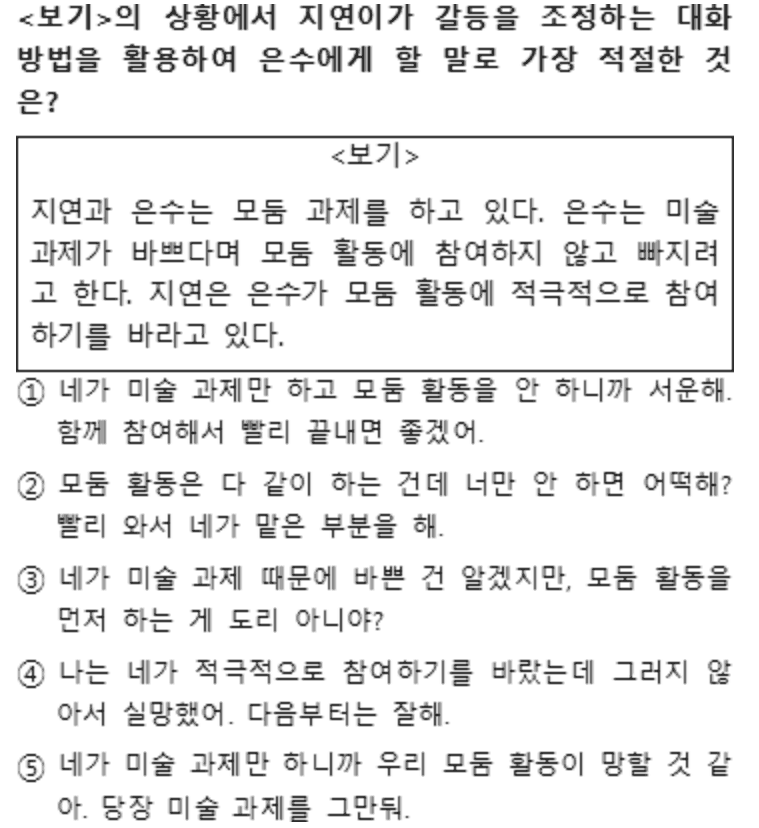 <보기>의 상황에서 지연이가 갈등을 조정하는 대화
방법을 활용하여 은수에게 할 말로 가장 적절한 것
은?
<보기>
지연과 은수는 모둠 과제를 하고 있다. 은수는 미술
과제가 바쁘다며 모둠 활동에 참여하지 않고 빠지려
고 한다. 지연은 은수가 모둠 활동에 적극적으로 참여
하기를 바라고 있다.
① 네가 미술 과제만 하고 모둠 활동을 안 하니까 서운해.
함께 참여해서 빨리 끝내면 좋겠어.
② 모둠 활동은 다 같이 하는 건데 너만 안 하면 어떡해?
빨리 와서 네가 맡은 부분을 해.
③ 네가 미술 과제 때문에 바쁜 건 알겠지만, 모둠 활동을
먼저 하는 게 도리 아니야?
④ 나는 네가 적극적으로 참여하기를 바랐는데 그러지 않
아서 실망했어. 다음부터는 잘해.
⑤ 네가 미술 과제만 하니까 우리 모둠 활동이 망할 것 같
아. 당장 미술 과제를 그만둬.